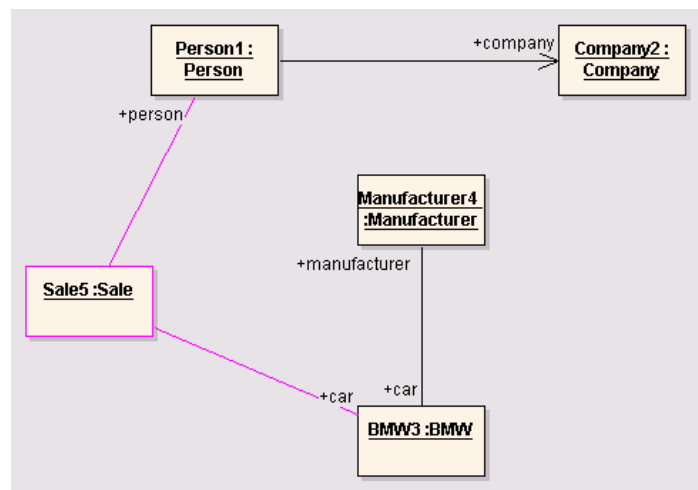 Person1 :
Person
+company
Company2 :
Company
+person
Manufacturer4
:Manufacturer
+manufacturer
Sale5 :Sale
+car
+car
BMW3 :BMW